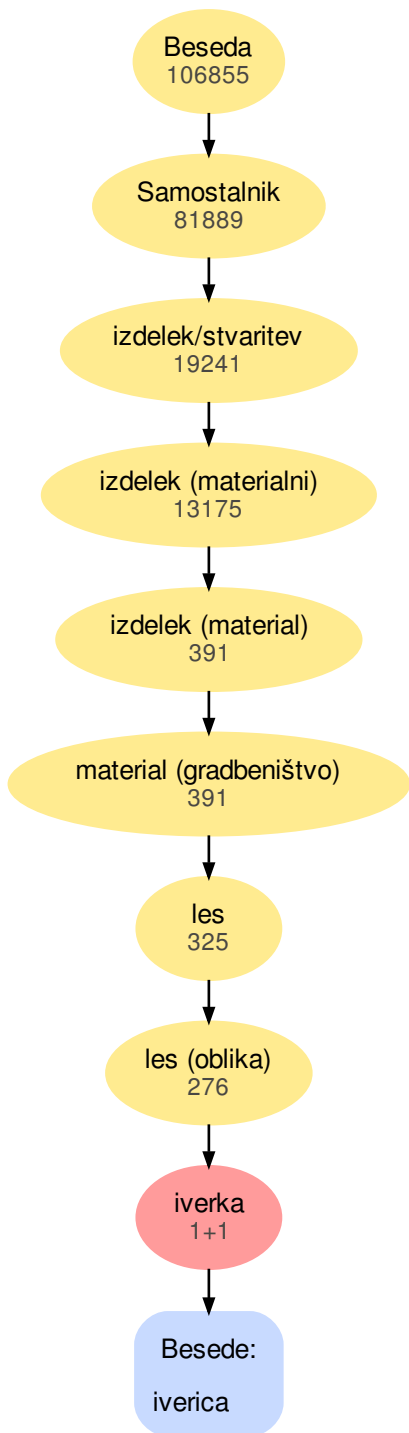 Beseda
106855
Samostalnik
81889
izdelek/stvaritev
19241
izdelek (materialni)
13175
izdelek (material)
391
material (gradbeništvo)
391
les
325
les (oblika)
276
iverka
1+1
Besede:
iverica